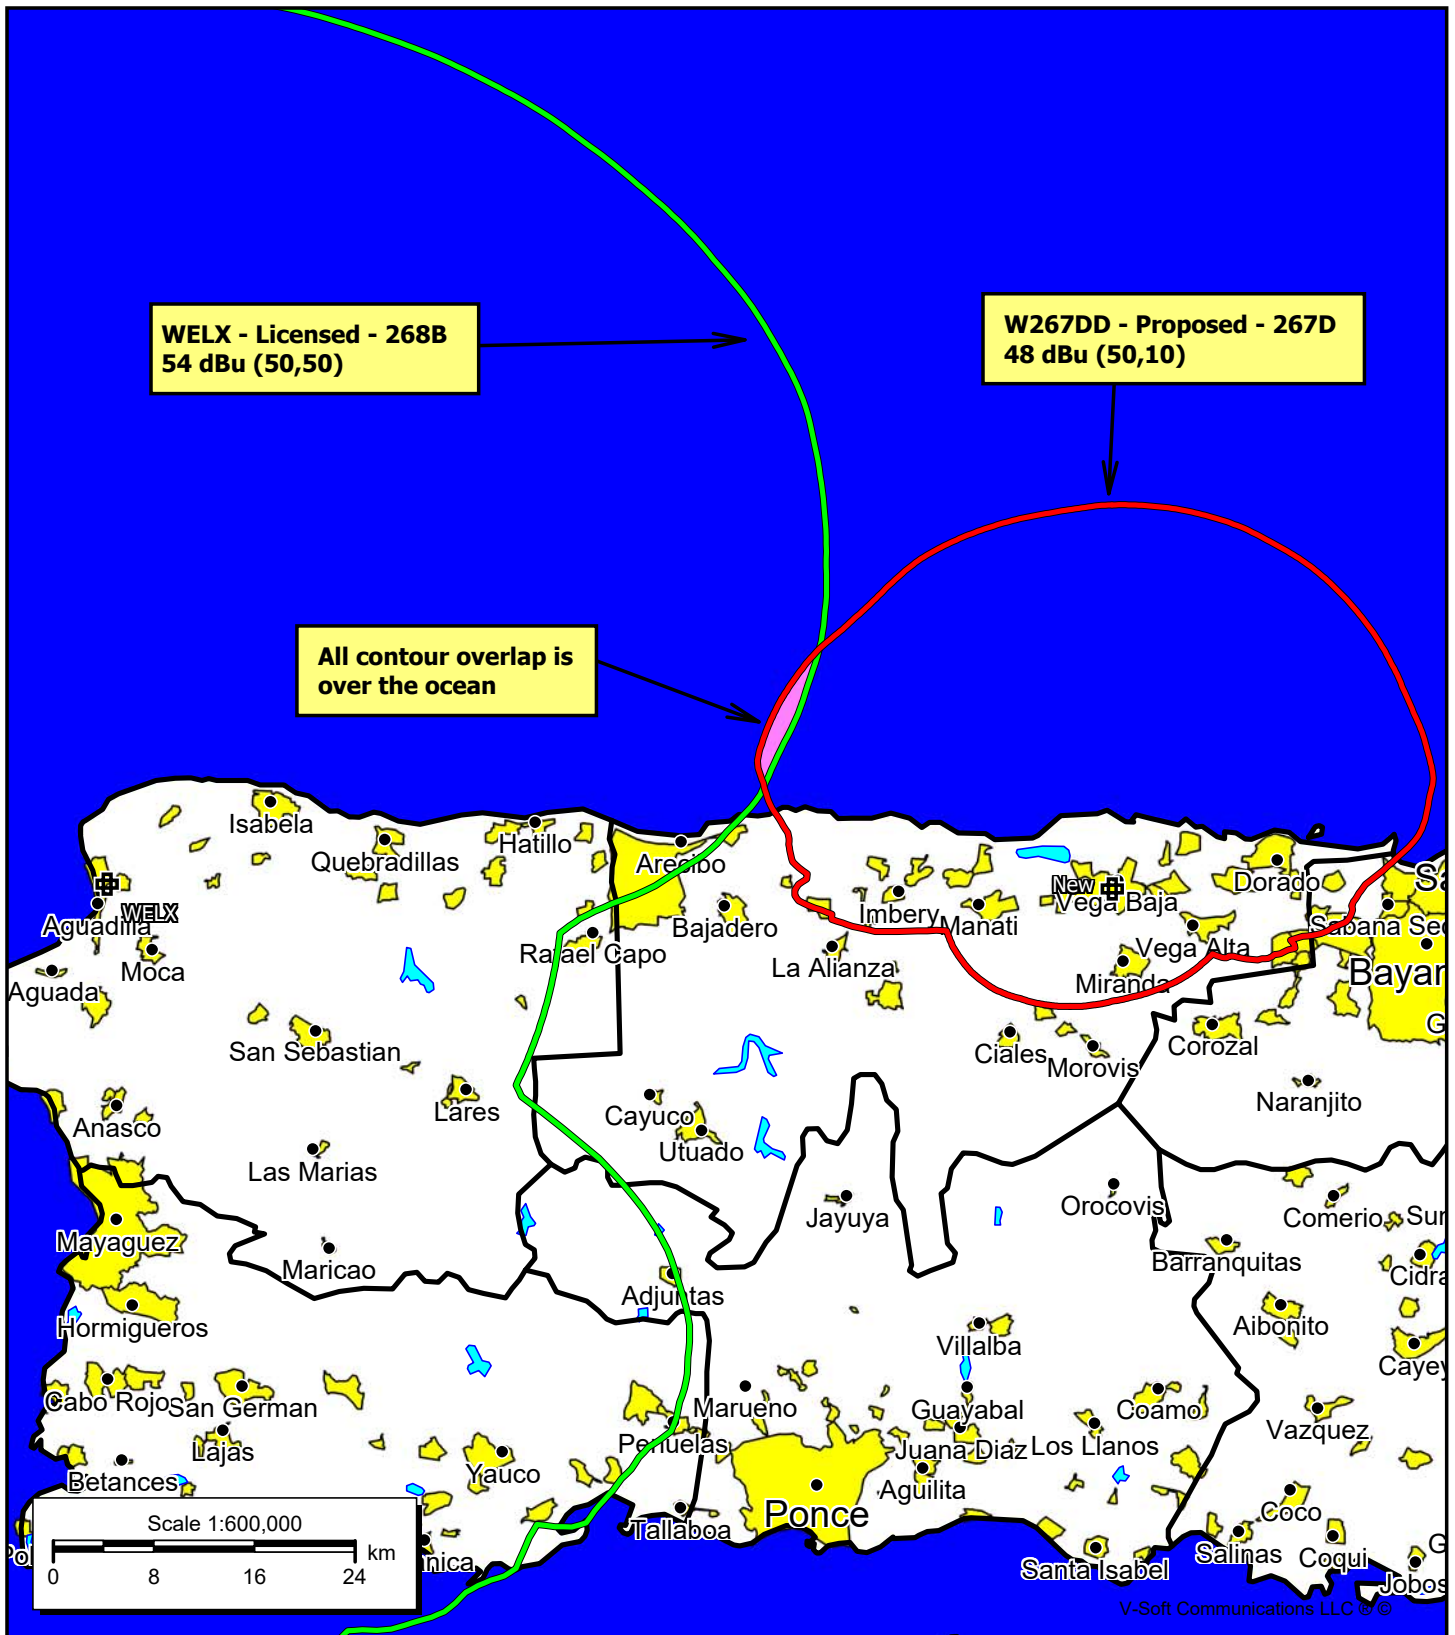 WELX - Licensed - 268B
54 dBu (50,50)
W267DD - Proposed - 267D
48 dBu (50,10)
All contour overlap is
over the ocean
Isabela
Quebradillas
Hatillo
Arecibo
Dorado
WELX
Aguadilla
New
Vega Baja
Imbery
Manati
Sabana Sec
Bajadero
Moca
Rafael Capo
La Alianza
Vega Alta
Aguada
Miranda
Bayar
San Sebastian
Ciales
Morovis
Corozal
Lares
Cayuco
Naranjito
Anasco
Utuado
Las Marias
Jayuya
Orocovis
Comerio
Sur
Mayaguez
Maricao
Barranquitas
Cidra
Adjuntas
Hormigueros
Villalba
Aibonito
Cayey
Cabo Rojo
San German
Marueno
Guayabal
Coamo
Lajas
Penuelas
Juana Diaz
Los Llanos
Vazquez
Betances
Yauco
Aguilita
Ponce
Coco
Scale 1:600,000
Tallaboa
km
nica
Santa Isabel
Salinas
Coqui
Jobos
0 8 16 24
V-Soft Communications LLC ® ©